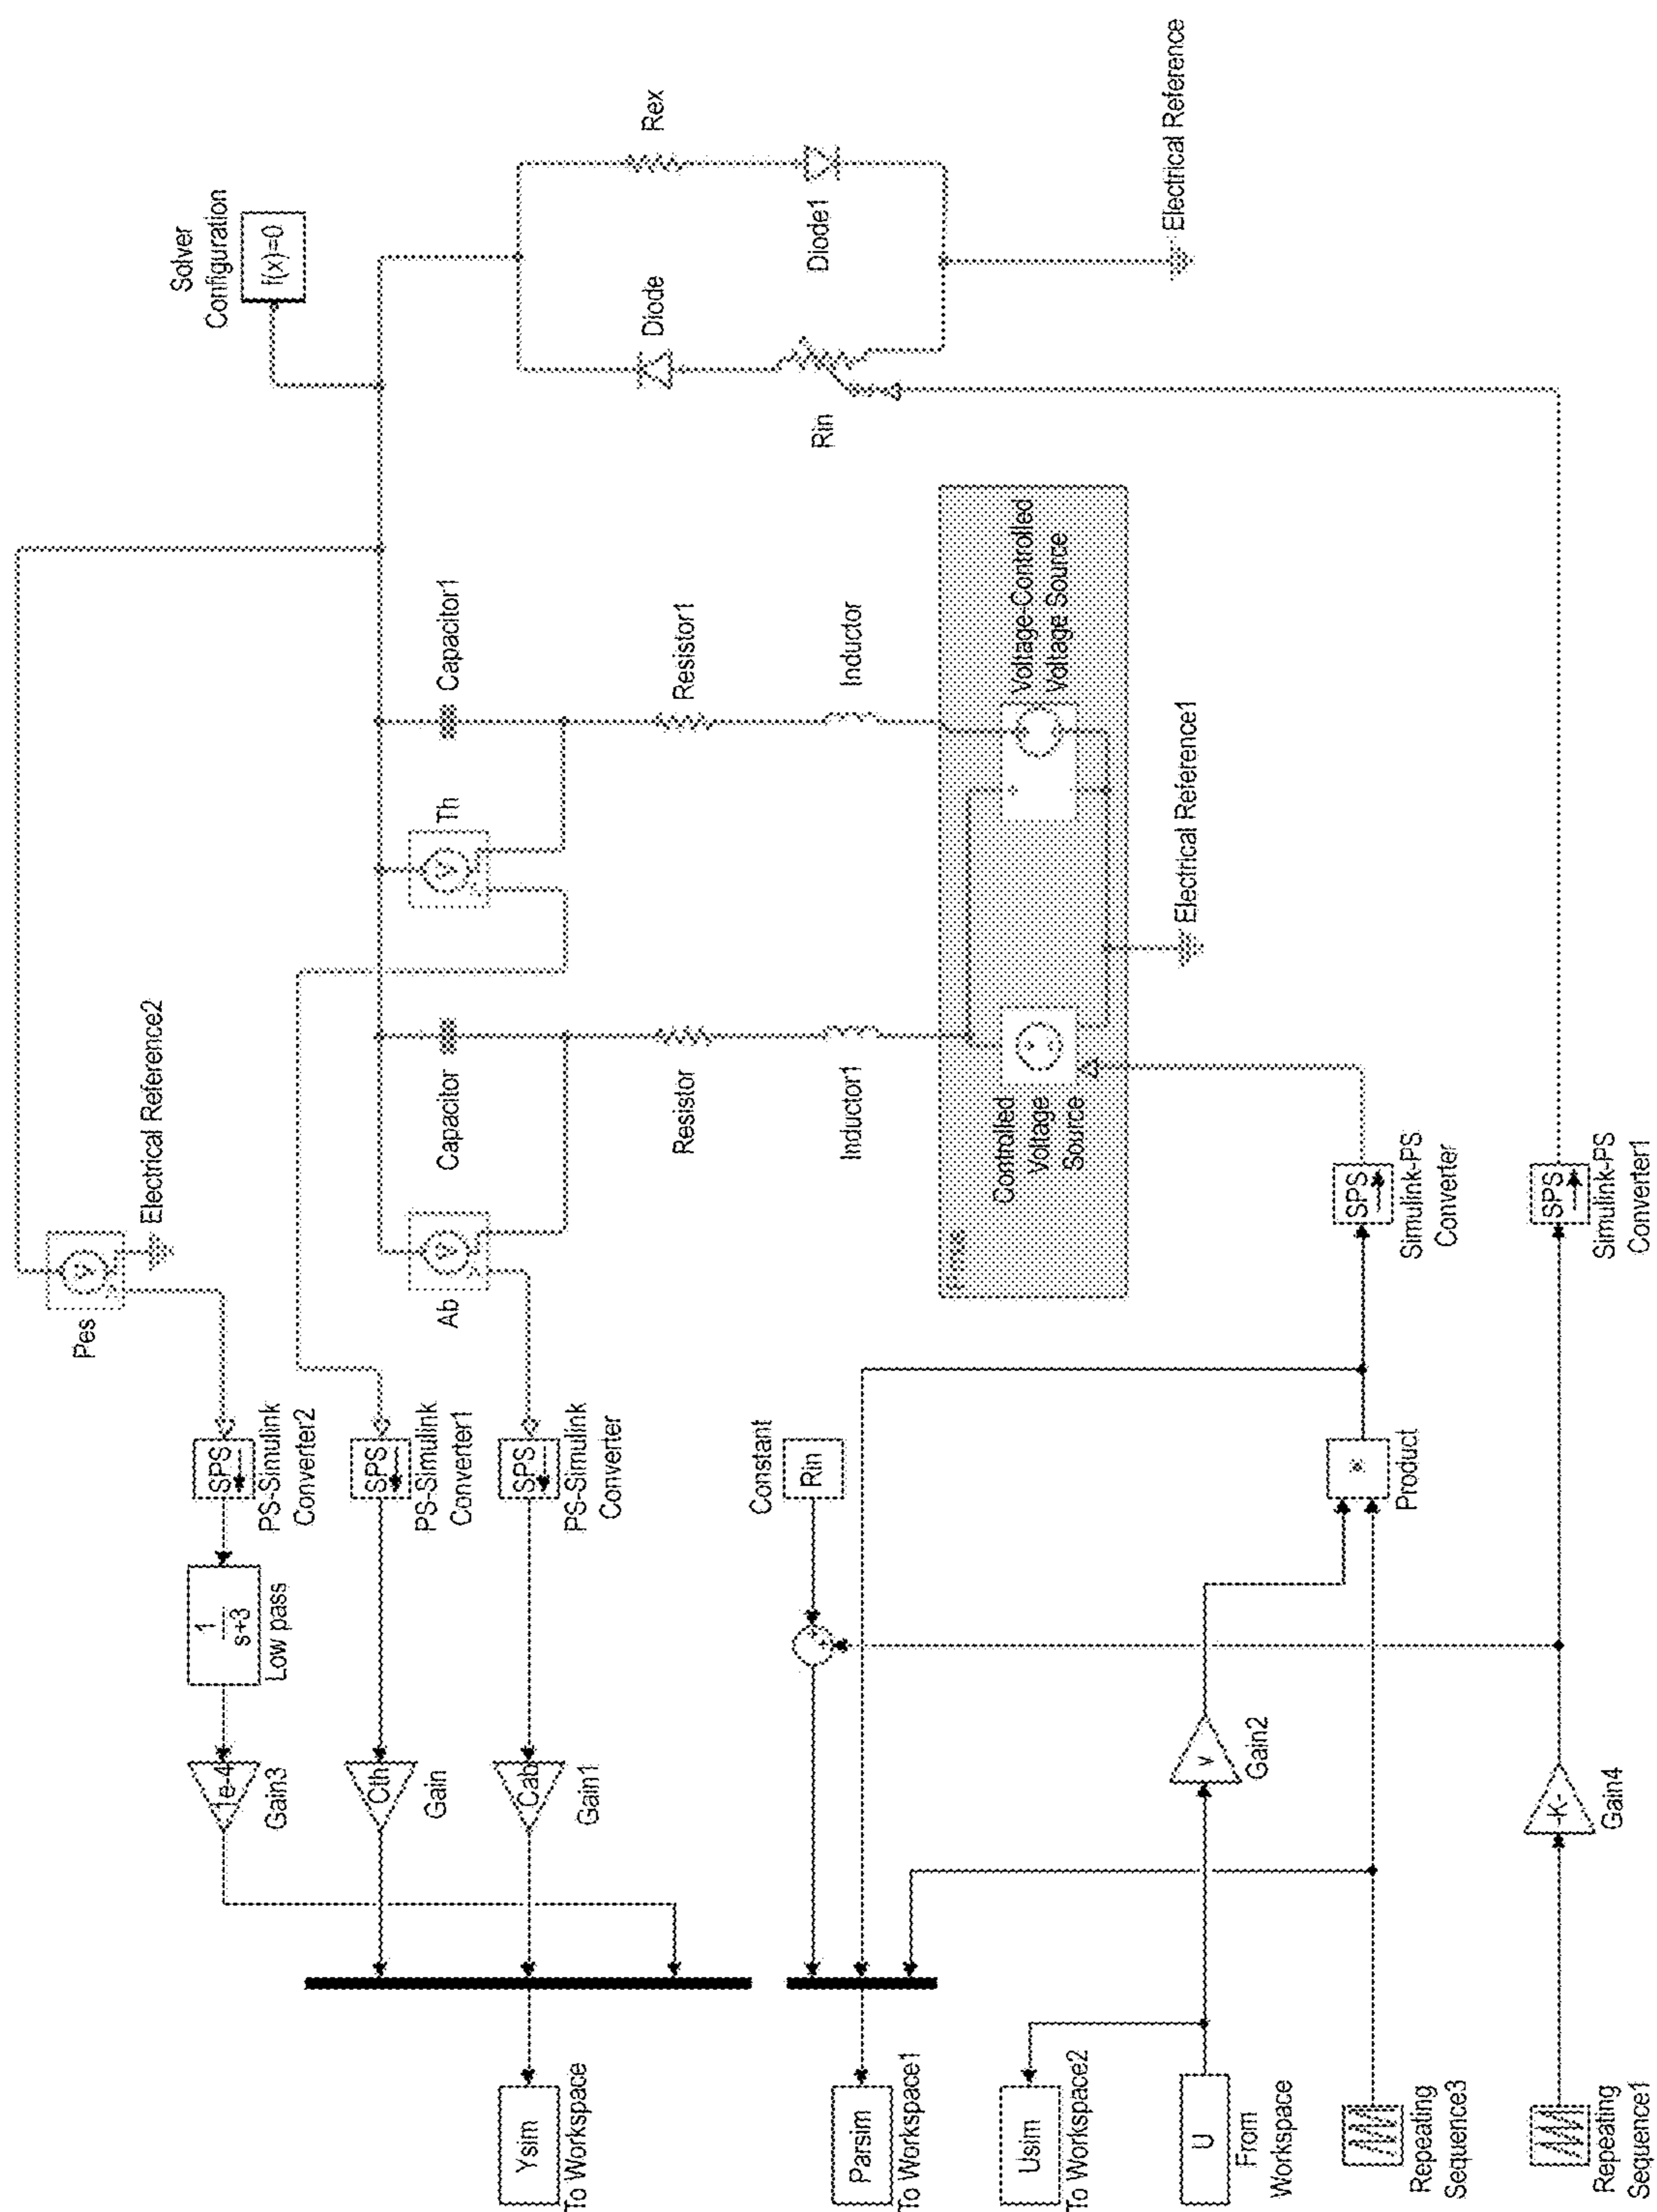 Pes
Electrical Reference2
Solver
Configuration
f(x)=0
1e-4
Gain3
1
s+3
Low pass
SPS
PS-Simulink
Converter2
Cth
Gain
SPS
PS-Simulink
Converter1
Ysim
To Workspace
Cab
Gain1
SPS
PS-Simulink
Converter
Ab
V
Capacitor
Th
V
Capacitor1
Resistor
Resistor1
Diode
Rex
Constant
Rin
Parsim
To Workspace1
Inductor1
Inductor
Rin
Diode1
Usim
To Workspace2
Controlled
Voltage
Source
Voltage-Controlled
Voltage Source
U
From
Workspace
v
Gain2
Electrical Reference1
Electrical Reference
Repeating
Sequence3
×
Product
SPS
Simulink-PS
Converter
Repeating
Sequence1
-K-
Gain4
SPS
Simulink-PS
Converter1